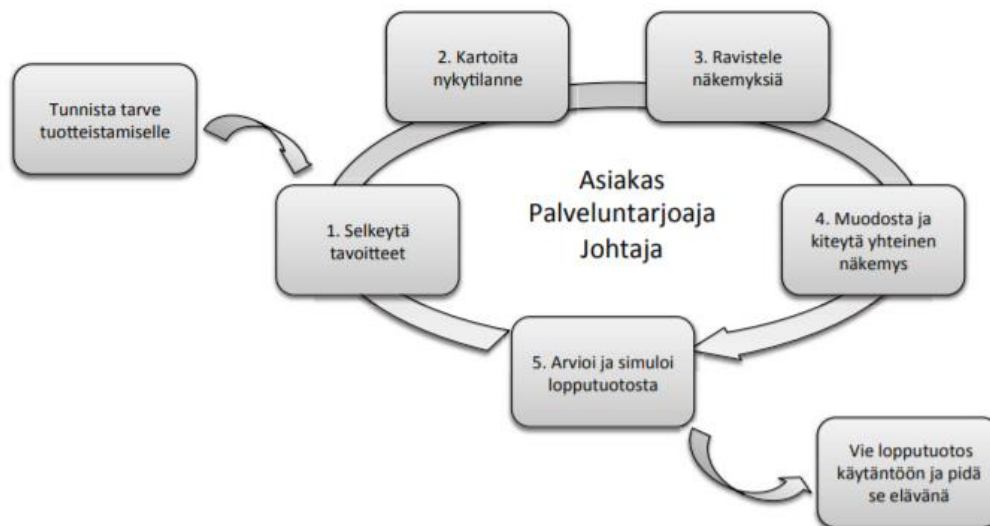 Tunnista tarve
tuotteistamiselle
2. Kartoita
nykytilanne
3. Ravistele
näkemyksiä
1. Selkeytä
tavoitteet
Asiakas
Palveluntarjoaja
Johtaja
4. Muodosta ja
kiteytä yhteinen
näkemys
5. Arvioi ja simuloi
lopputuotosta
Vie lopputuotos
käytäntöön ja pidä
se elävänä